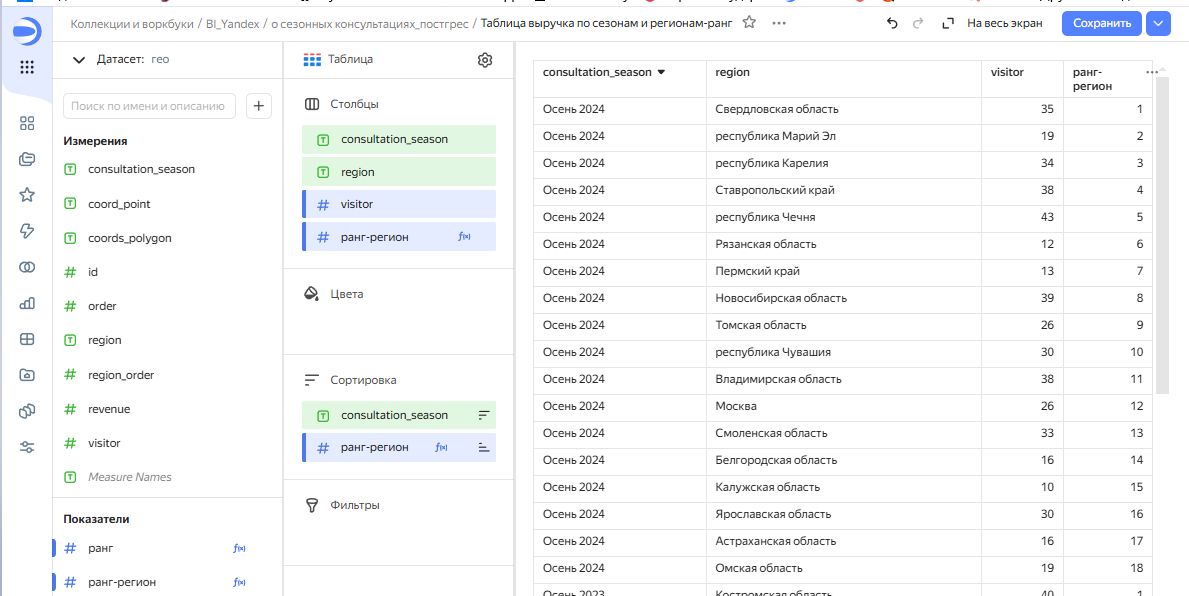 Коллекции и воркбуки / BI_Yandex / о сезонных консультациях_постгрес / Таблица выручка по сезонам и регионам-ранг
На весь экран
Сохранить
Датасет: гео
Поиск по имени и описанию
Измерения
consultation_season
coord_point
coords_polygon
id
order
region
region_order
revenue
visitor
Measure Names
Показатели
ранг
ранг-регион
Таблица
Столбцы
consultation_season
region
visitor
ранг-регион
Цвета
Сортировка
consultation_season
ранг-регион
Фильтры
consultation_season region visitor ранг-регион
Осень 2024 Свердловская область 35 1
Осень 2024 республика Марий Эл 19 2
Осень 2024 республика Карелия 34 3
Осень 2024 Ставропольский край 38 4
Осень 2024 республика Чечня 43 5
Осень 2024 Рязанская область 12 6
Осень 2024 Пермский край 13 7
Осень 2024 Новосибирская область 39 8
Осень 2024 Томская область 26 9
Осень 2024 республика Чувашия 30 10
Осень 2024 Владимирская область 38 11
Осень 2024 Москва 26 12
Осень 2024 Смоленская область 33 13
Осень 2024 Белгородская область 16 14
Осень 2024 Калужская область 10 15
Осень 2024 Ярославская область 30 16
Осень 2024 Астраханская область 16 17
Осень 2024 Омская область 19 18
Осень 2023 Костромская область 40 1